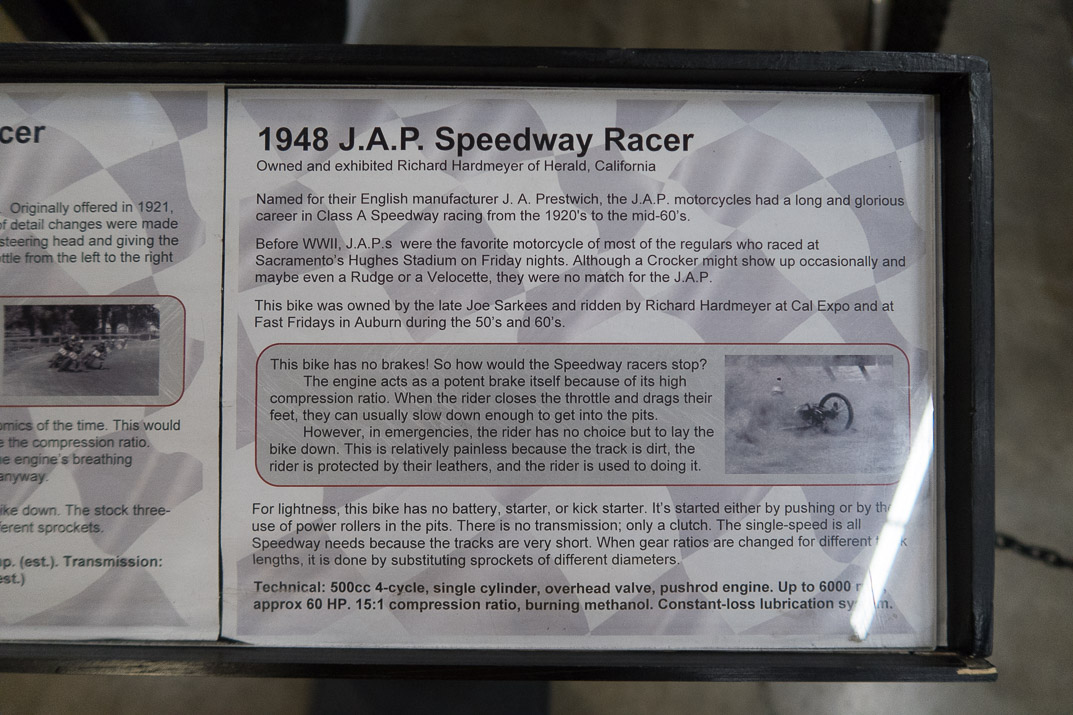 cer
Originally offered in 1921,
of detail changes were made
steering head and giving the
ttle from the left to the right
omics of the time. This would
e the compression ratio.
e engine's breathing
anyway.
ike down. The stock three-
ferent sprockets.
p. (est.). Transmission:
est.)
1948 J.A.P. Speedway Racer
Owned and exhibited Richard Hardmeyer of Herald, California
Named for their English manufacturer J. A. Prestwich, the J.A.P. motorcycles had a long and glorious
career in Class A Speedway racing from the 1920's to the mid-60's.
Before WWII, J.A.P.s were the favorite motorcycle of most of the regulars who raced at
Sacramento's Hughes Stadium on Friday nights. Although a Crocker might show up occasionally and
maybe even a Rudge or a Velocette, they were no match for the J.A.P.
This bike was owned by the late Joe Sarkees and ridden by Richard Hardmeyer at Cal Expo and at
Fast Fridays in Auburn during the 50's and 60's.
This bike has no brakes! So how would the Speedway racers stop?
The engine acts as a potent brake itself because of its high
compression ratio. When the rider closes the throttle and drags their
feet, they can usually slow down enough to get into the pits.
However, in emergencies, the rider has no choice but to lay the
bike down. This is relatively painless because the track is dirt, the
rider is protected by their leathers, and the rider is used to doing it.
For lightness, this bike has no battery, starter, or kick starter. It's started either by pushing or by the
use of power rollers in the pits. There is no transmission; only a clutch. The single-speed is all
Speedway needs because the tracks are very short. When gear ratios are changed for different
lengths, it is done by substituting sprockets of different diameters.
Technical: 500cc 4-cycle, single cylinder, overhead valve, pushrod engine. Up to 6000
approx 60 HP. 15:1 compression ratio, burning methanol. Constant-loss lubrication